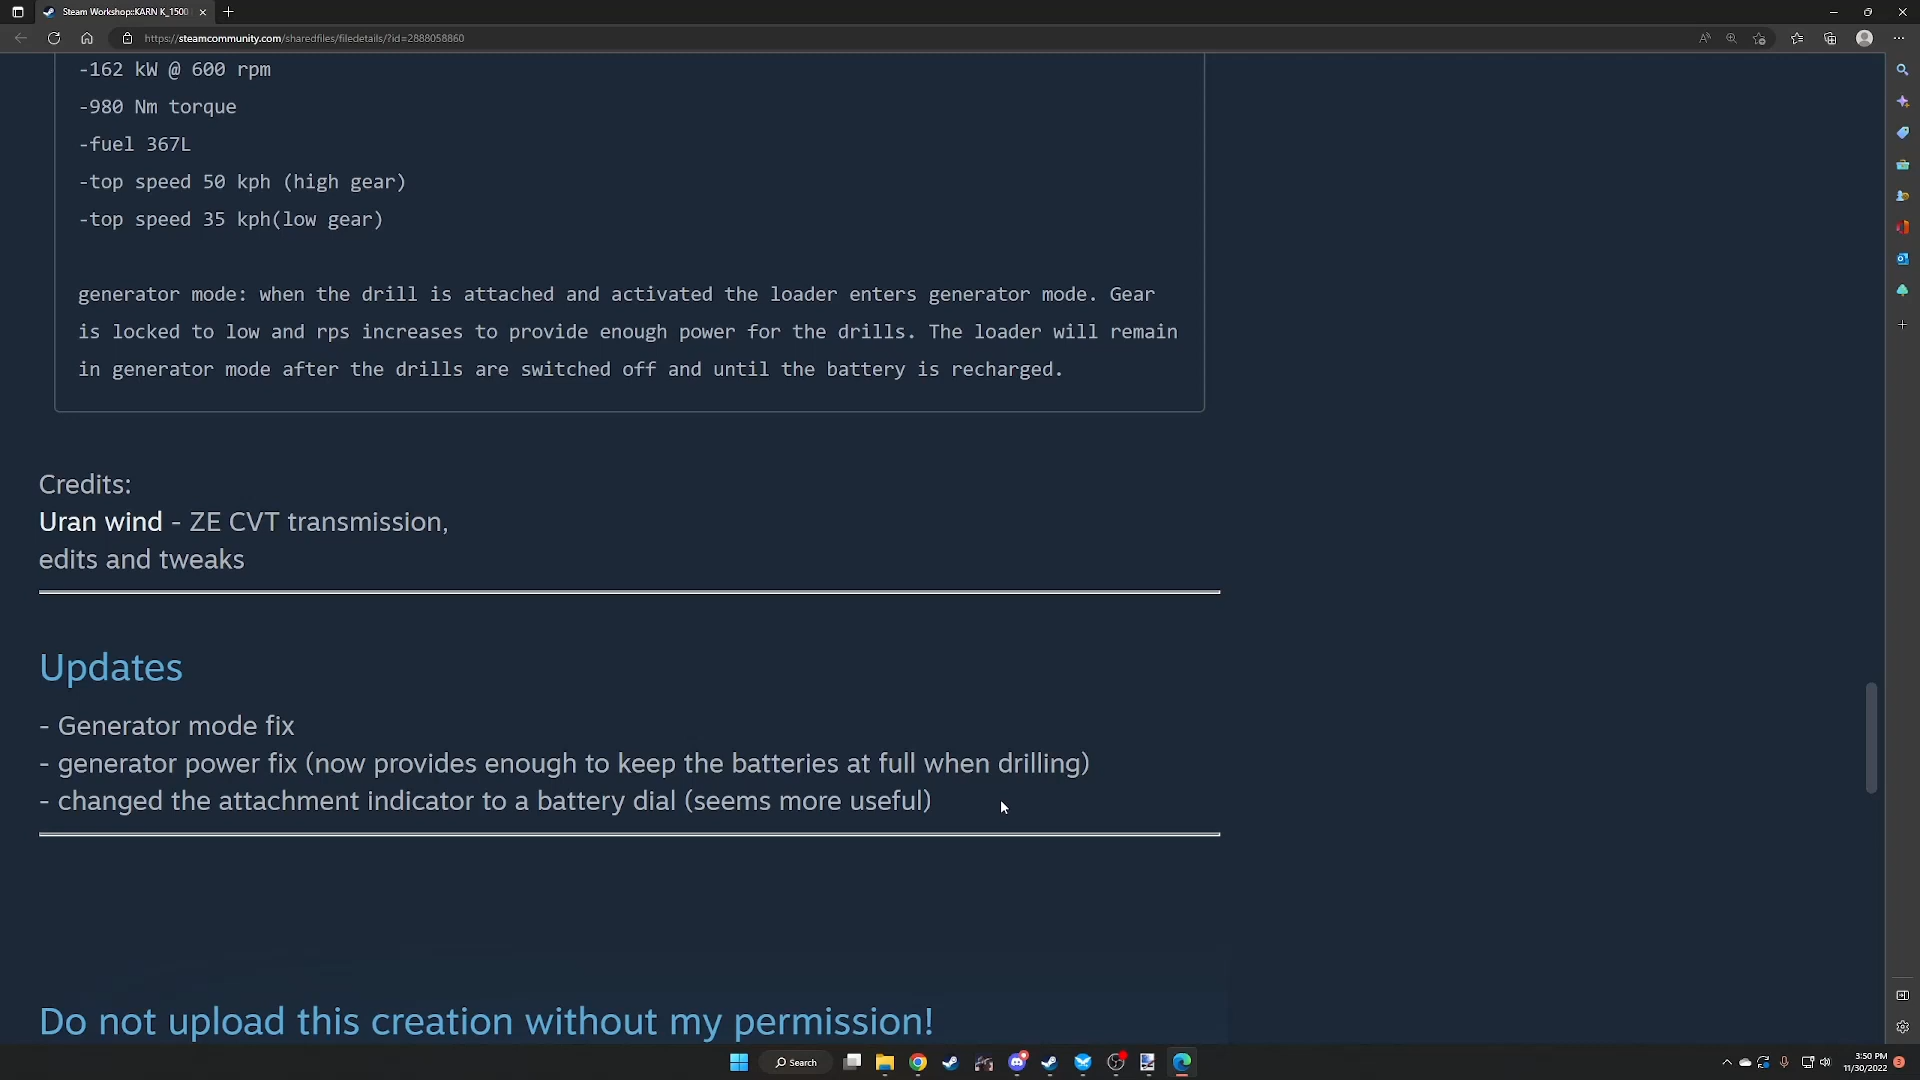 Steam Workshop::KARN K_1500
https://steamcommunity.com/sharedfiles/filedetails/?id=2888058860
-162 kW @ 600 rpm
-980 Nm torque
-fuel 367L
-top speed 50 kph (high gear)
-top speed 35 kph(low gear)
generator mode: when the drill is attached and activated the loader enters generator mode. Gear
is locked to low and rps increases to provide enough power for the drills. The loader will remain
in generator mode after the drills are switched off and until the battery is recharged.
Credits:
Uran wind - ZE CVT transmission,
edits and tweaks
Updates
- Generator mode fix
- generator power fix (now provides enough to keep the batteries at full when drilling)
- changed the attachment indicator to a battery dial (seems more useful)
Do not upload this creation without my permission!
Search
3:50 PM
11/30/2022
3